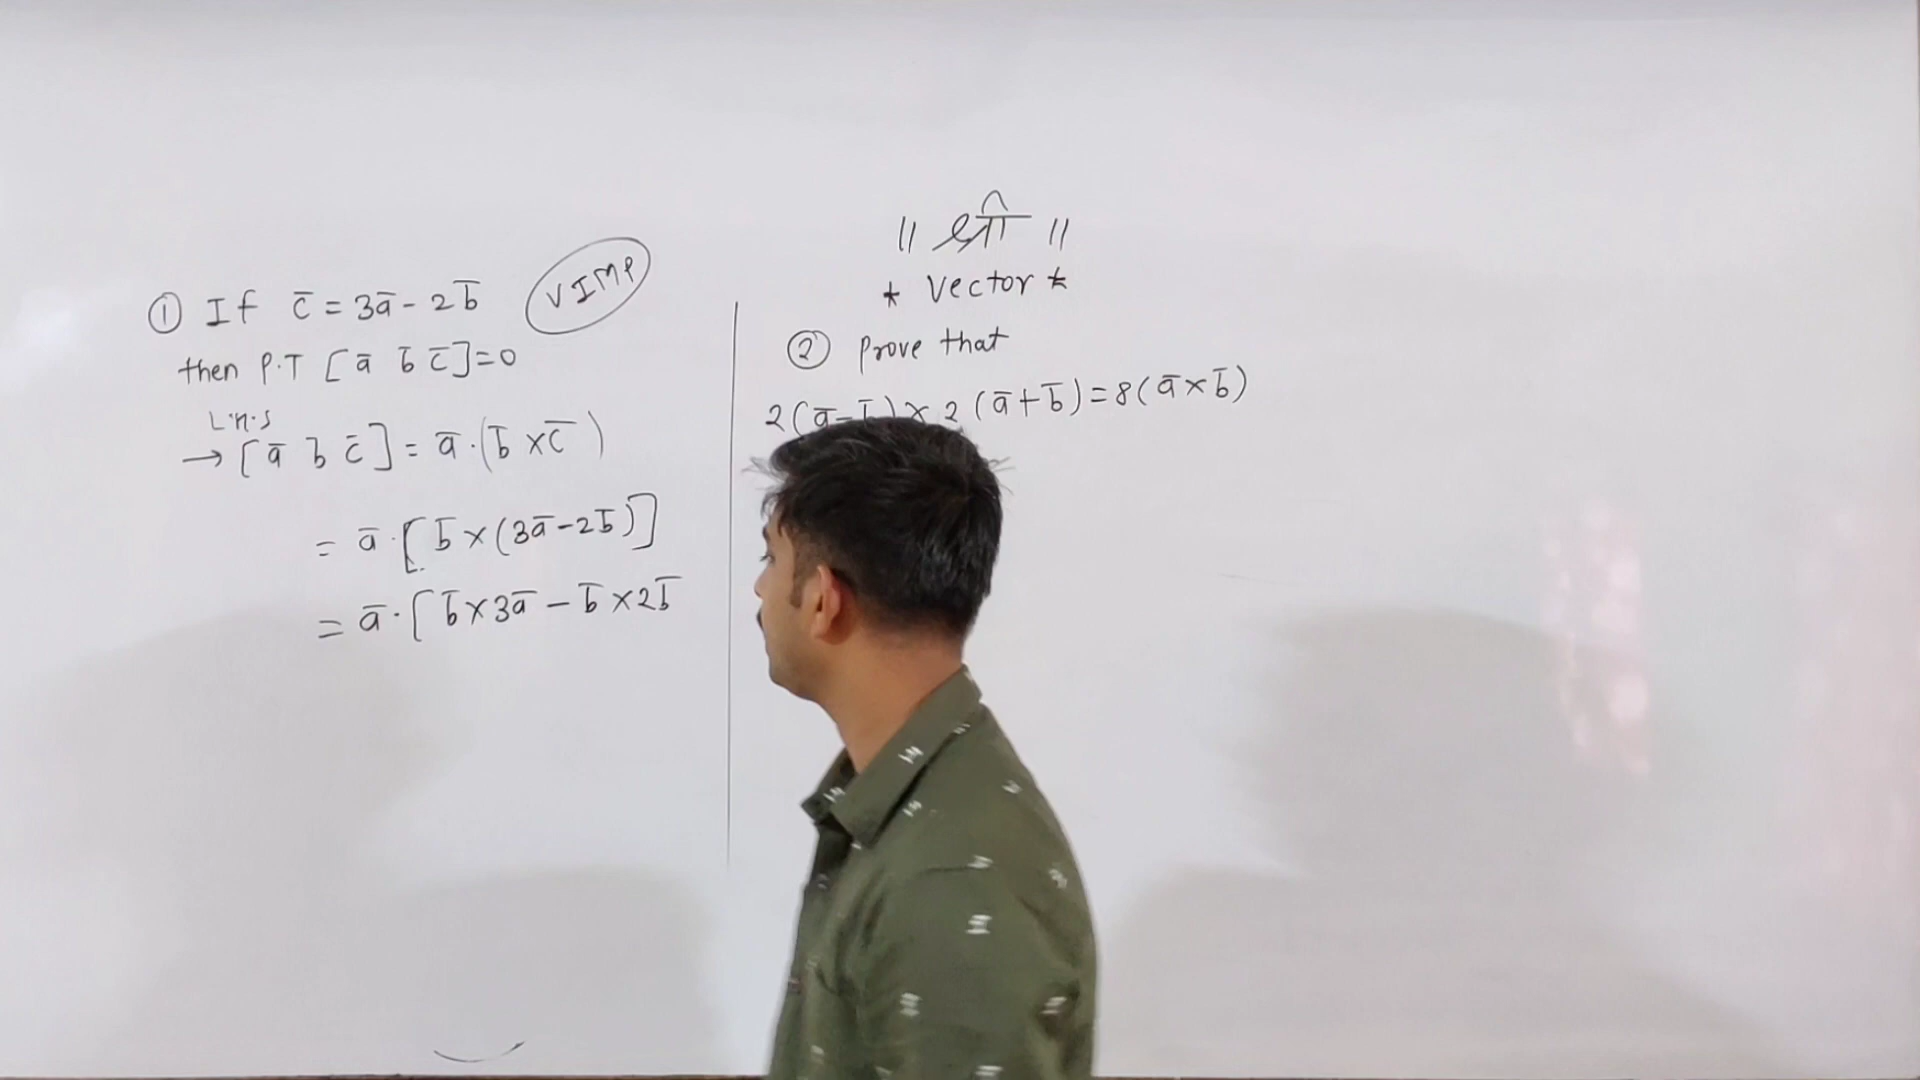 || श्री ||
* Vector *
① If c̄ = 3ā - 2b̄
VIMP
then P.T [ā b̄ c̄] = 0
L.H.S
→ [ā b c̄] = ā · (b̄ × c̄)
= ā · [b̄ × (3ā - 2b̄)]
= ā · [b̄ × 3ā - b̄ × 2b̄
② Prove that
2(ā - b̄) × 2(ā + b̄) = 8(ā × b̄)